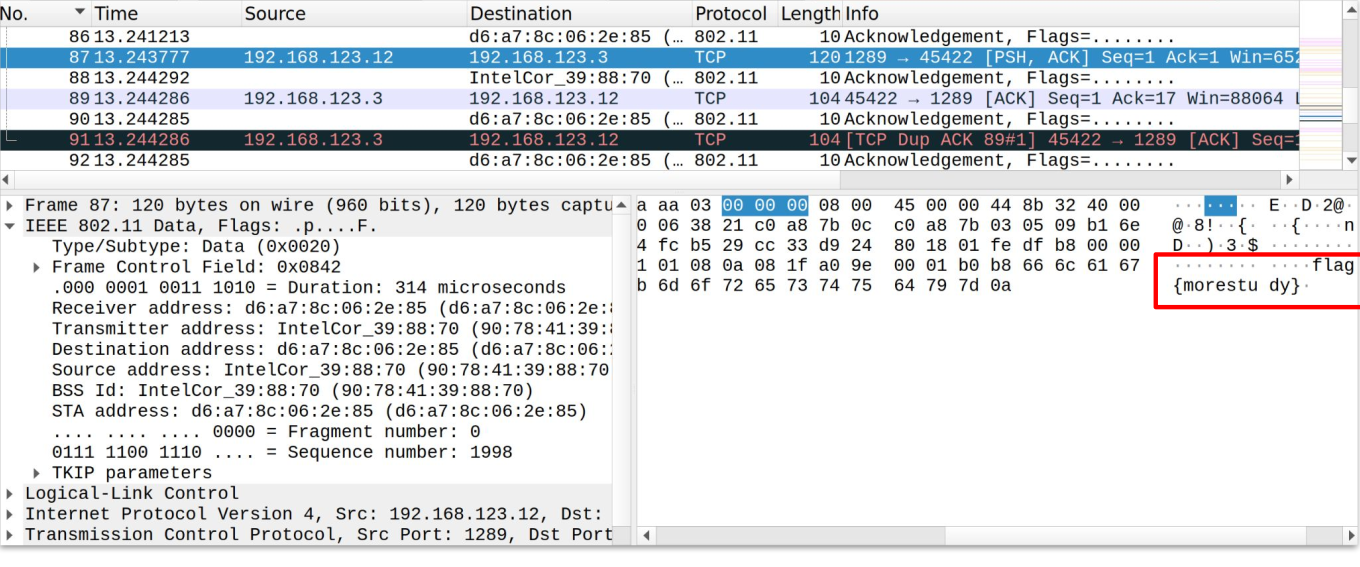 No. Time Source Destination Protocol Length Info
86 13.241213 d6:a7:8c:06:2e:85 (… 802.11 10 Acknowledgement, Flags=........
87 13.243777 192.168.123.12 192.168.123.3 TCP 120 1289 → 45422 [PSH, ACK] Seq=1 Ack=1 Win=652
88 13.244292 IntelCor_39:88:70 (… 802.11 10 Acknowledgement, Flags=........
89 13.244286 192.168.123.3 192.168.123.12 TCP 104 45422 → 1289 [ACK] Seq=1 Ack=17 Win=88064 L
90 13.244285 d6:a7:8c:06:2e:85 (… 802.11 10 Acknowledgement, Flags=........
91 13.244286 192.168.123.3 192.168.123.12 TCP 104 [TCP Dup ACK 89#1] 45422 → 1289 [ACK] Seq=1
92 13.244285 d6:a7:8c:06:2e:85 (… 802.11 10 Acknowledgement, Flags=........
Frame 87: 120 bytes on wire (960 bits), 120 bytes captu
IEEE 802.11 Data, Flags: .p....F.
Type/Subtype: Data (0x0020)
Frame Control Field: 0x0842
.000 0001 0011 1010 = Duration: 314 microseconds
Receiver address: d6:a7:8c:06:2e:85 (d6:a7:8c:06:2e:8
Transmitter address: IntelCor_39:88:70 (90:78:41:39:8
Destination address: d6:a7:8c:06:2e:85 (d6:a7:8c:06:2
Source address: IntelCor_39:88:70 (90:78:41:39:88:70
BSS Id: IntelCor_39:88:70 (90:78:41:39:88:70)
STA address: d6:a7:8c:06:2e:85 (d6:a7:8c:06:2e:85)
.... .... .... 0000 = Fragment number: 0
0111 1100 1110 .... = Sequence number: 1998
TKIP parameters
Logical-Link Control
Internet Protocol Version 4, Src: 192.168.123.12, Dst:
Transmission Control Protocol, Src Port: 1289, Dst Port
a aa 03 00 00 00 08 00 45 00 00 44 8b 32 40 00 ········ E··D·2@·
0 06 38 21 c0 a8 7b 0c c0 a8 7b 03 05 09 b1 6e @·8!··{· ··{····n
4 fc b5 29 cc 33 d9 24 80 18 01 fe df b8 00 00 D··)·3·$ ········
1 01 08 0a 08 1f a0 9e 00 01 b0 b8 66 6c 61 67 ········ ····flag
b 6d 6f 72 65 73 74 75 64 79 7d 0a {morestu dy}·